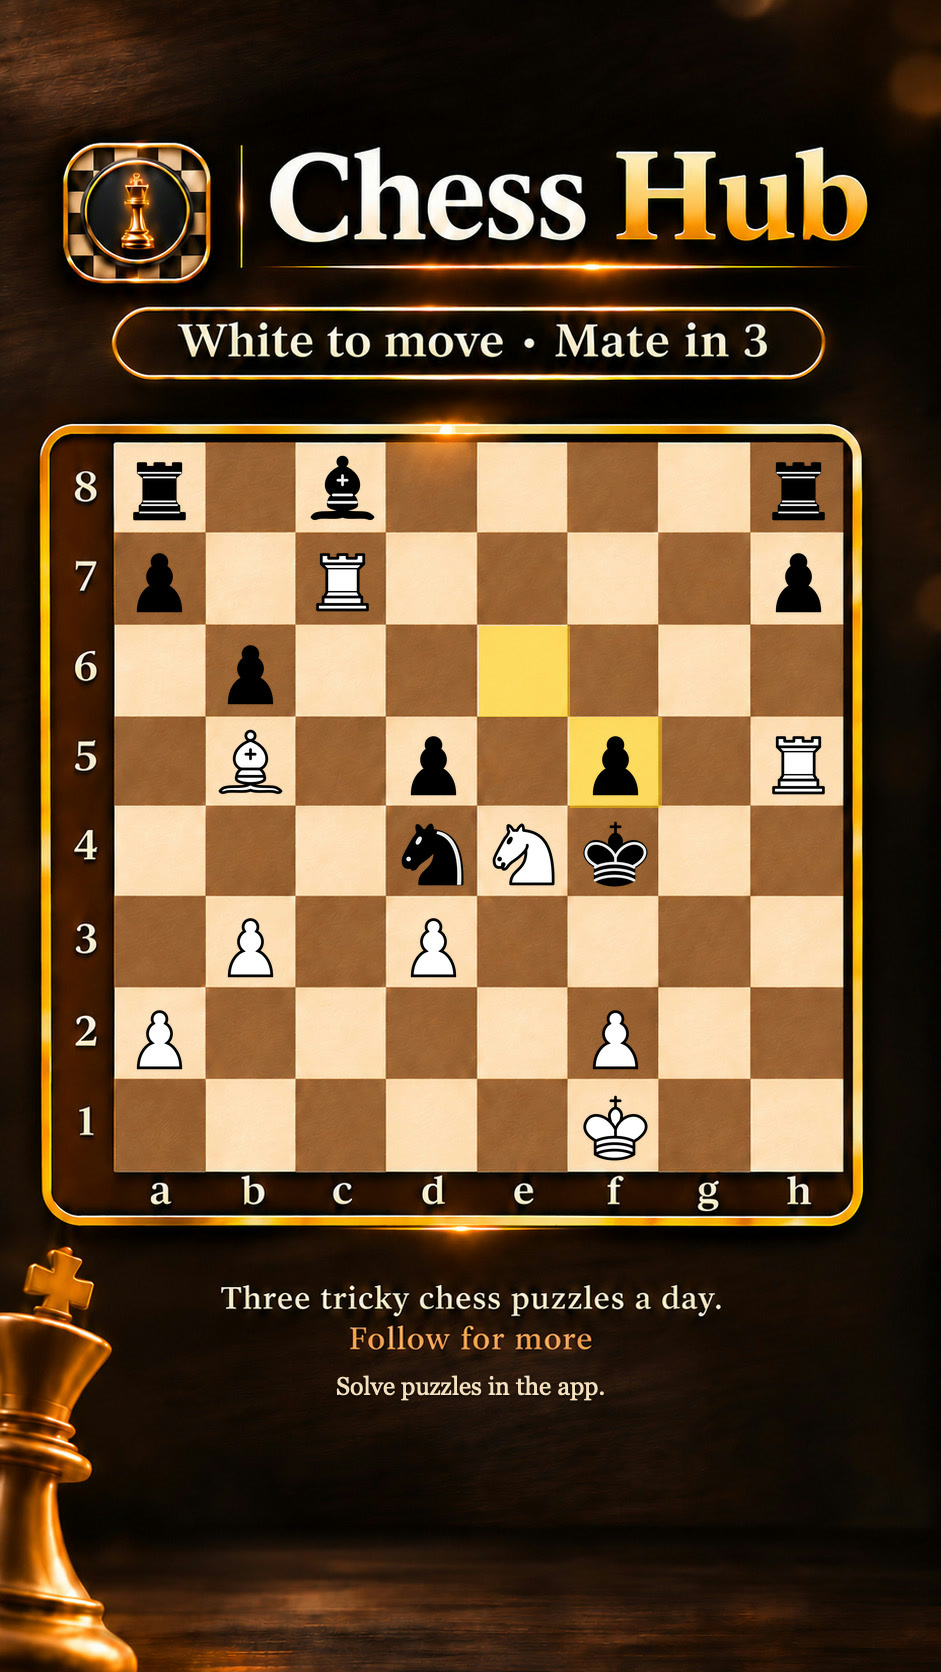 Chess Hub
White to move • Mate in 3
8
7
6
5
4
3
2
1
a b c d e f g h
Three tricky chess puzzles a day.
Follow for more
Solve puzzles in the app.